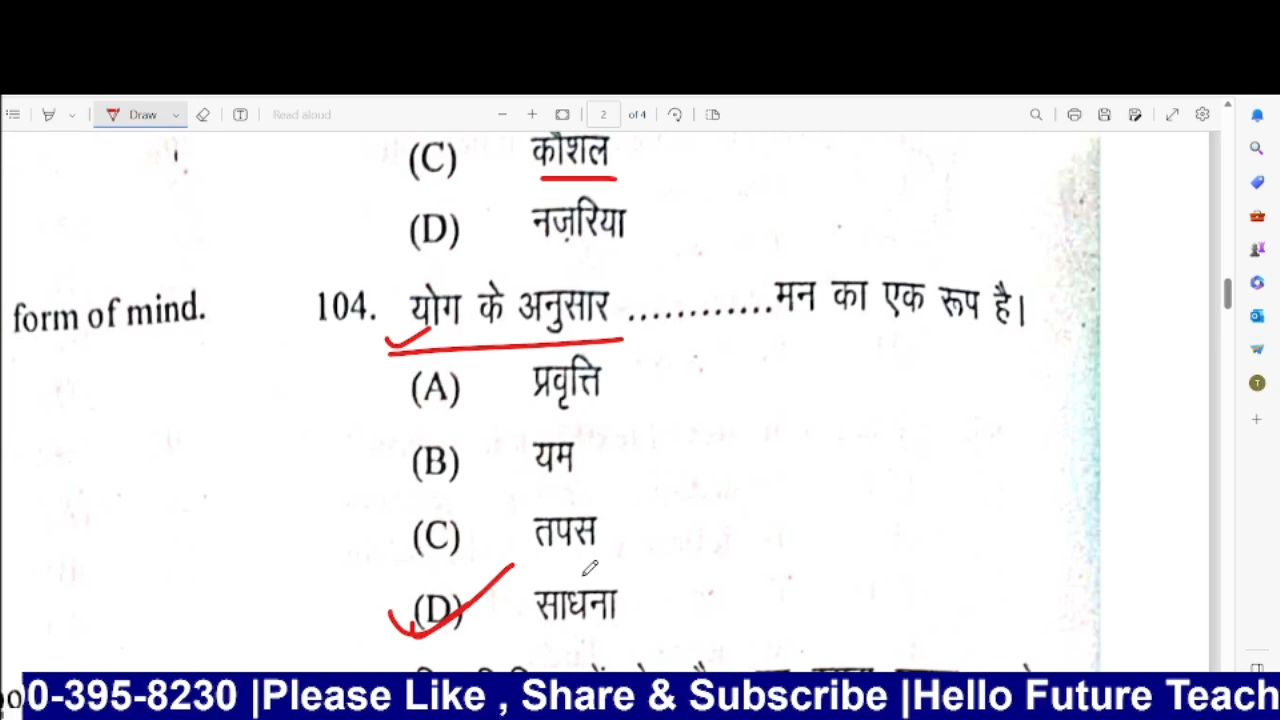 Draw
Read aloud
2
of 4
(C) कौशल
(D) नज़रिया
form of mind.
104. योग के अनुसार ............मन का एक रूप है।
(A) प्रवृत्ति
(B) यम
(C) तपस
(D) साधना
T
0-395-8230 |Please Like , Share & Subscribe |Hello Future Teach